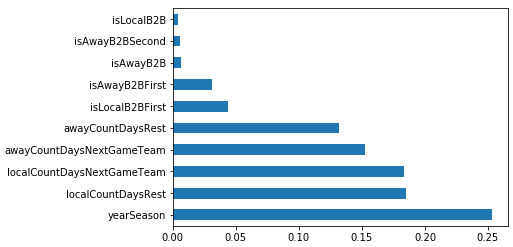 isLocalB2B
isAwayB2BSecond
isAwayB2B
isAwayB2BFirst
isLocalB2BFirst
awayCountDaysRest
awayCountDaysNextGameTeam
localCountDaysNextGameTeam
localCountDaysRest
yearSeason
0.00 0.05 0.10 0.15 0.20 0.25